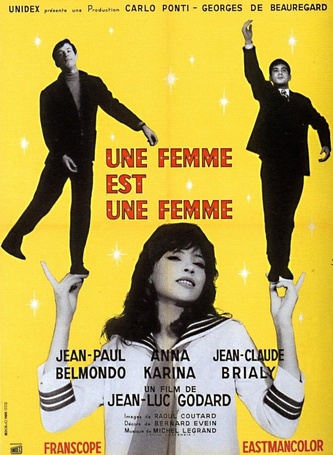 UNIDEX présente une Production CARLO PONTI - GEORGES DE BEAUREGARD
UNE FEMME
EST
UNE FEMME
JEAN-PAUL ANNA JEAN-CLAUDE
BELMONDO KARINA BRIALY
UN FILM DE
JEAN-LUC GODARD
Images de RAOUL COUTARD
Décors de BERNARD EVEIN
Musique de MICHEL LEGRAND
FRANSCOPE EASTMANCOLOR